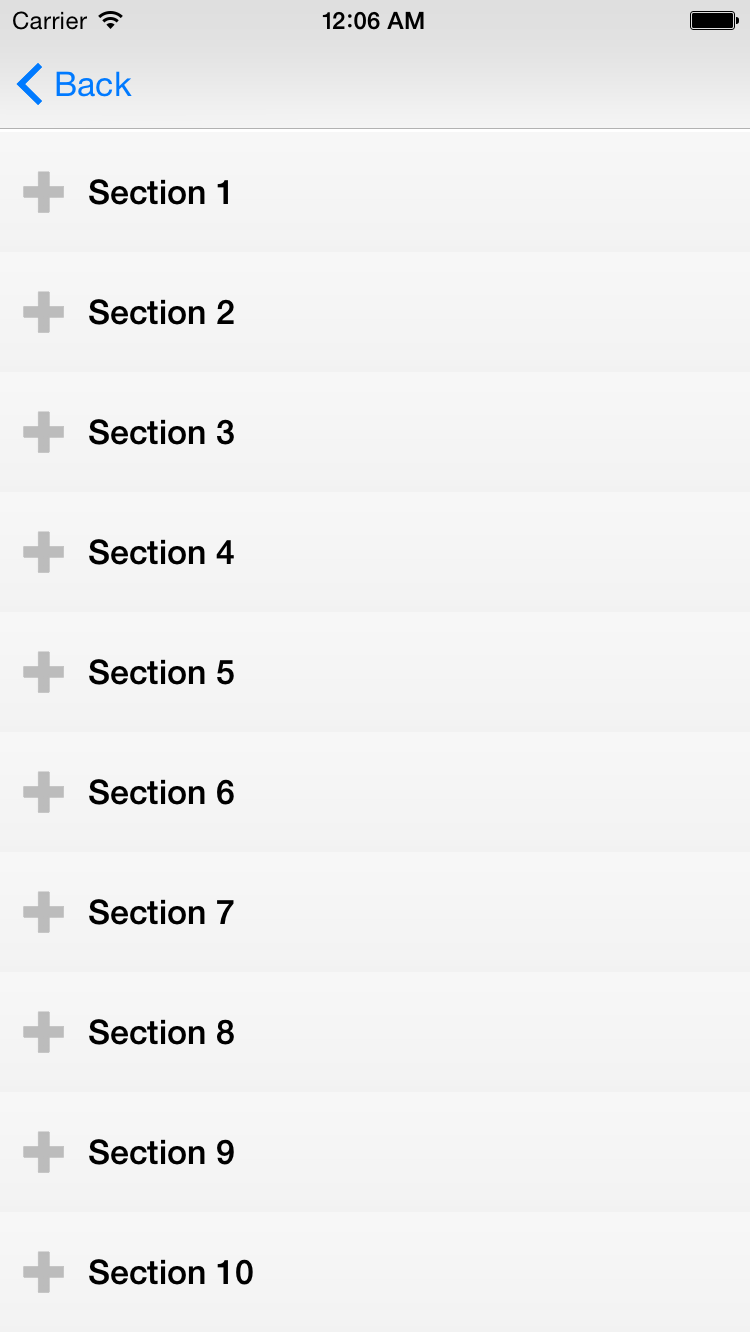 Carrier 12:06 AM
Back
Section 1
Section 2
Section 3
Section 4
Section 5
Section 6
Section 7
Section 8
Section 9
Section 10